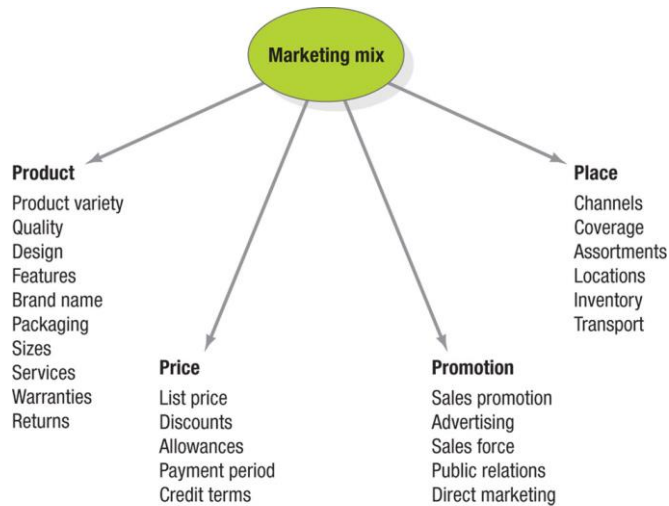 Marketing mix
Product
Product variety
Quality
Design
Features
Brand name
Packaging
Sizes
Services
Warranties
Returns
Price
List price
Discounts
Allowances
Payment period
Credit terms
Promotion
Sales promotion
Advertising
Sales force
Public relations
Direct marketing
Place
Channels
Coverage
Assortments
Locations
Inventory
Transport